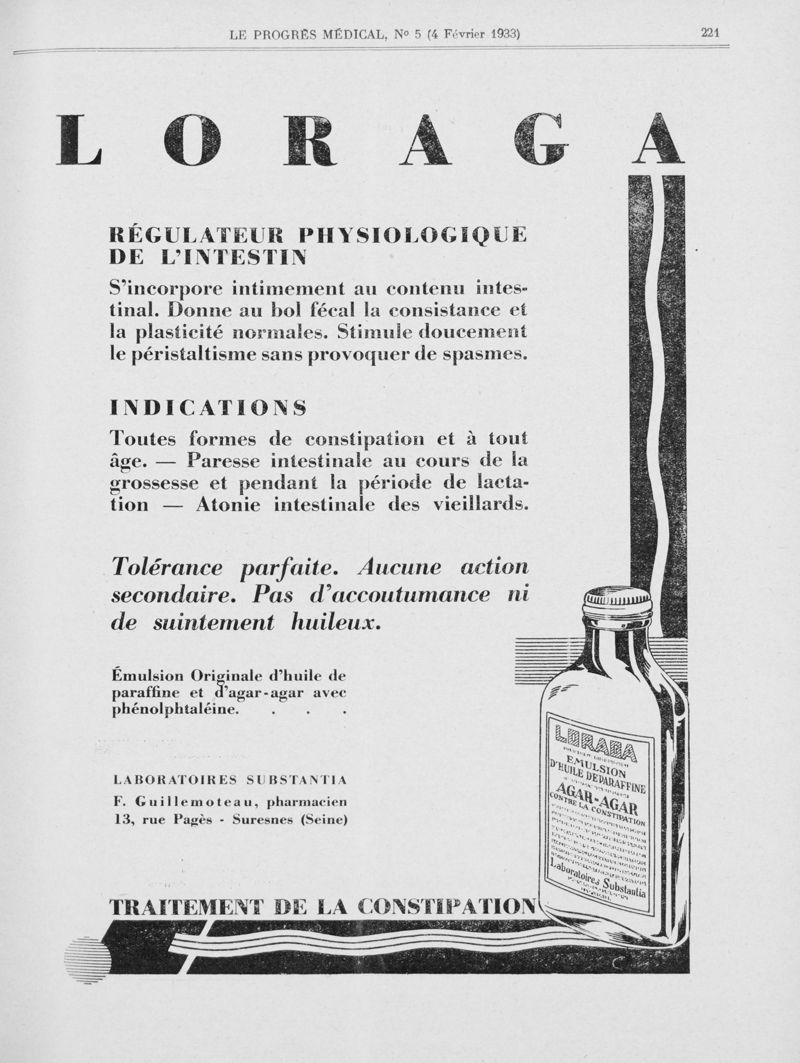 LE PROGRÈS MÉDICAL, No 5 (4 Février 1933)
221
LORAGA
RÉGULATEUR PHYSIOLOGIQUE
DE L'INTESTIN
S'incorpore intimement au contenu intes-
tinal. Donne au bol fécal la consistance et
la plasticité normales. Stimule doucement
le péristaltisme sans provoquer de spasmes.
INDICATIONS
Toutes formes de constipation et à tout
âge. — Paresse intestinale au cours de la
grossesse et pendant la période de lacta-
tion — Atonie intestinale des vieillards.
Tolérance parfaite. Aucune action
secondaire. Pas d'accoutumance ni
de suintement huileux.
Émulsion Originale d'huile de
paraffine et d'agar-agar avec
phénolphtaléine. . . .
LABORATOIRES SUBSTANTIA
F. Guillemoteau, pharmacien
13, rue Pagès - Suresnes (Seine)
LORAGA
EMULSION
D'HUILE DE PARAFFINE
AGAR-AGAR
CONTRE LA CONSTIPATION
Laboratoires Substantia
TRAITEMENT DE LA CONSTIPATION